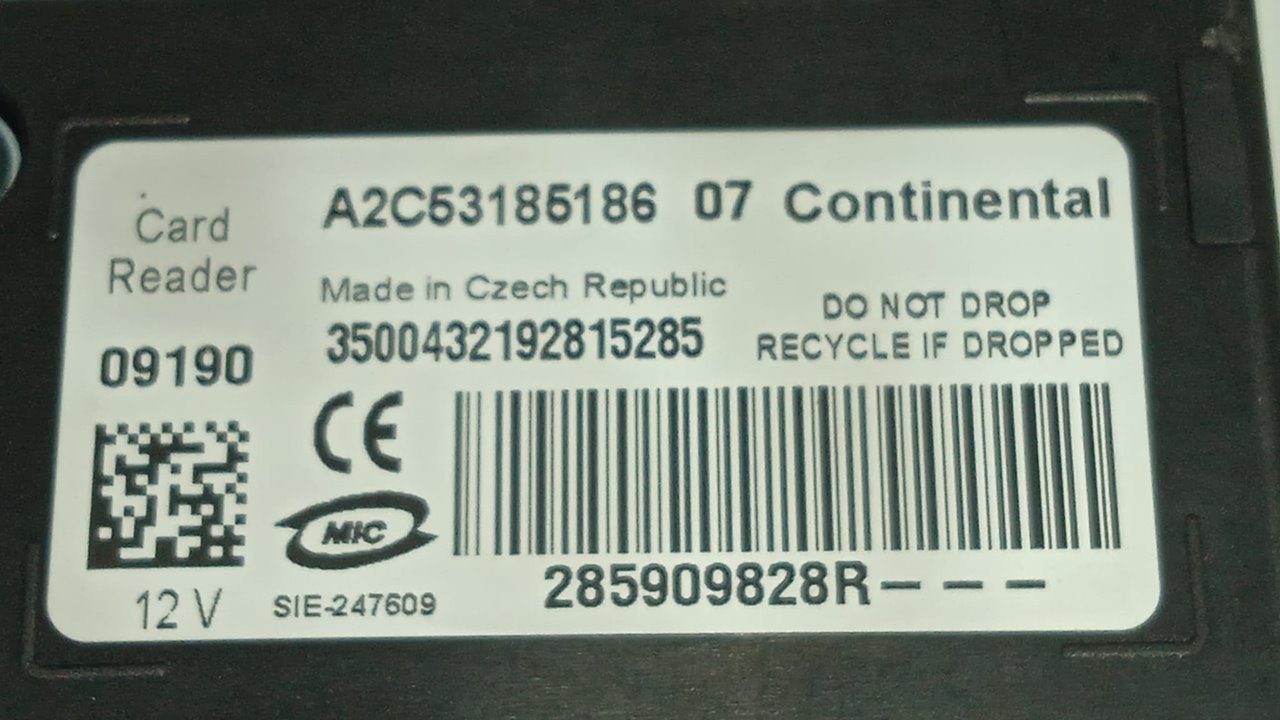 Card
Reader
09190
12 V
A2C53185186 07 Continental
Made in Czech Republic
3500432192815285
DO NOT DROP
RECYCLE IF DROPPED
CE
MIC
SIE-247609
285909828R– – –